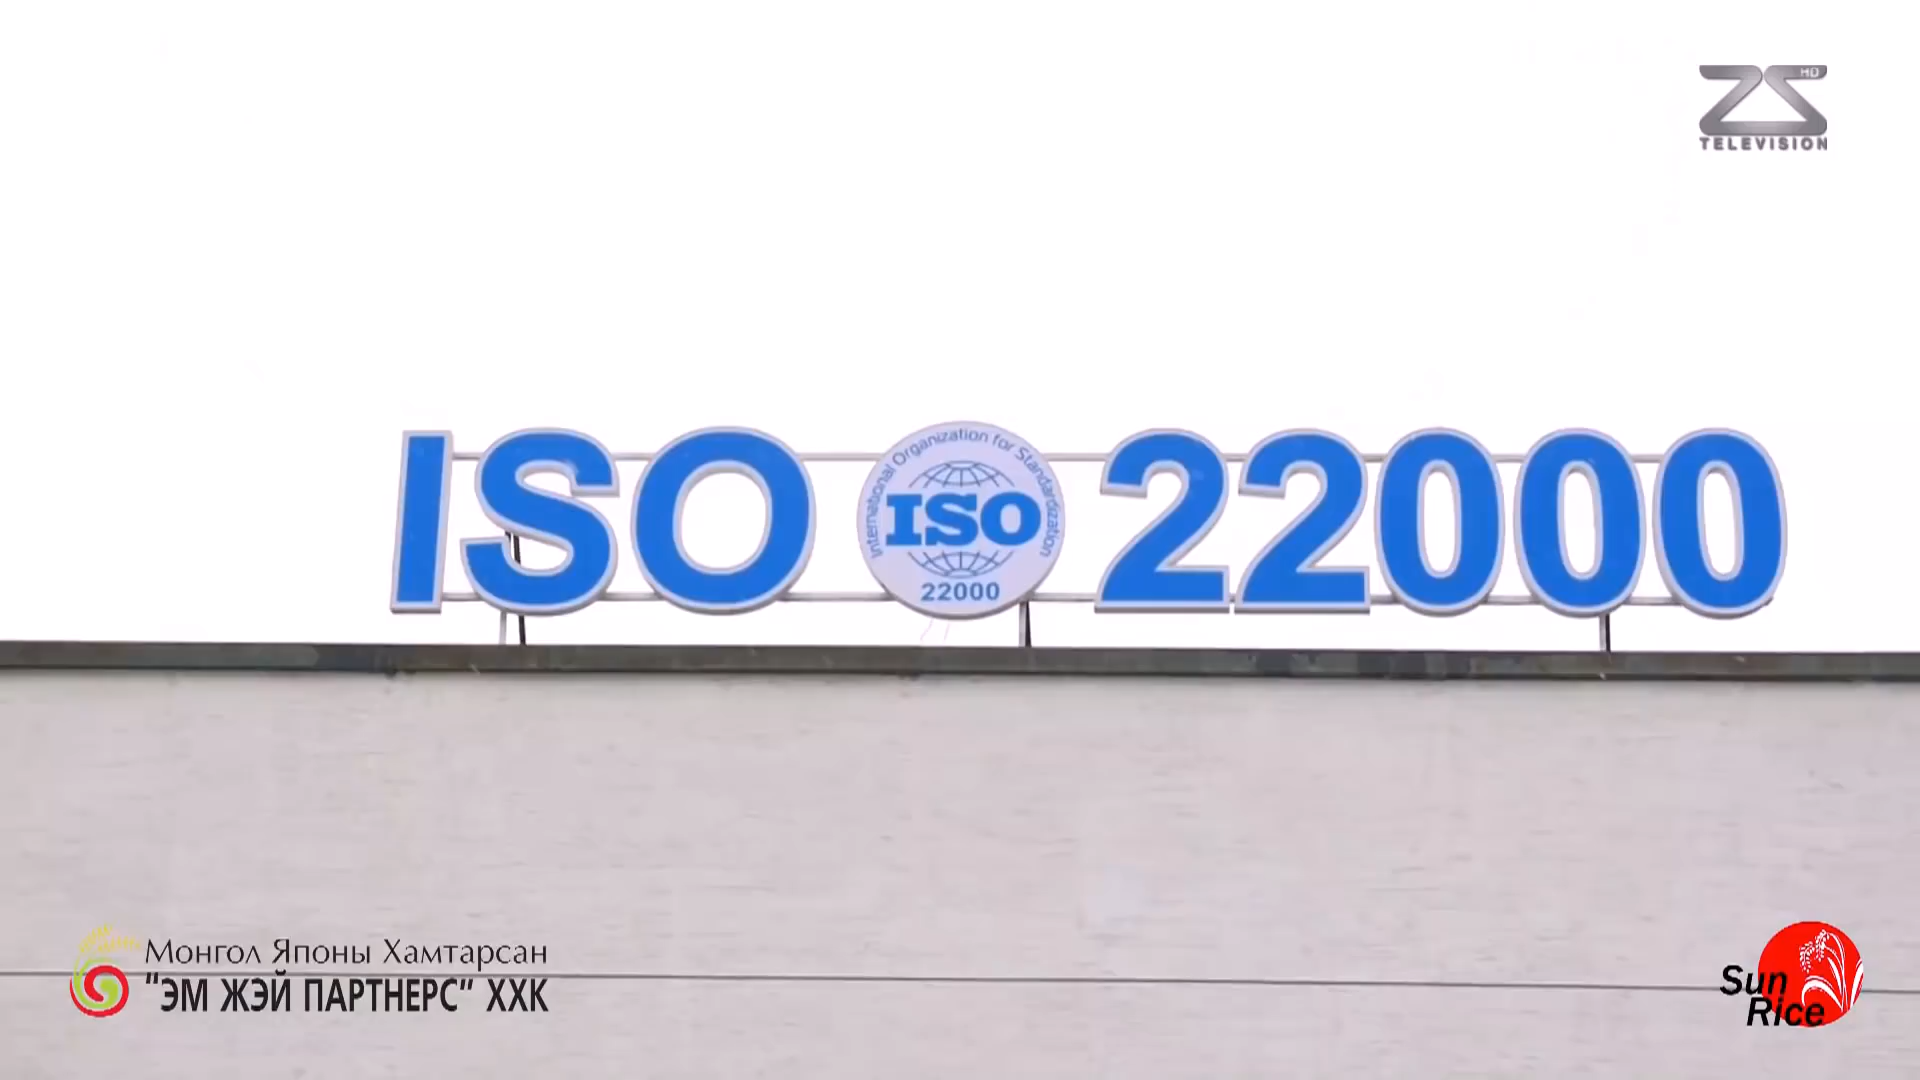 HD
TELEVISION
ISO 22000
International Organization for Standardization
ISO
22000
Монгол Японы Хамтарсан
"ЭМ ЖЭЙ ПАРТНЕРС" ХХК
Sun
Rice